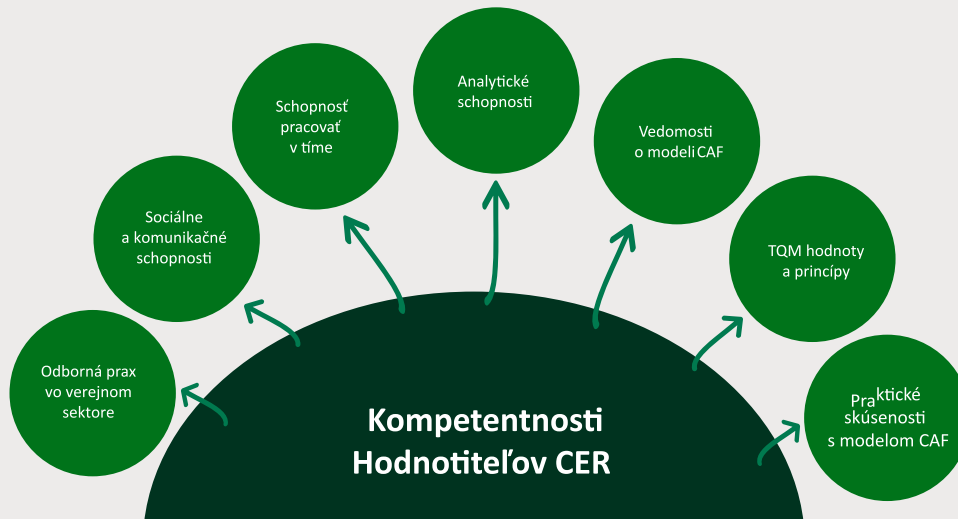 Analytické
schopnosti
Schopnosť
pracovať
v tíme
Vedomosti
o modeli CAF
Sociálne
a komunikačné
schopnosti
TQM hodnoty
a princípy
Odborná prax
vo verejnom
sektore
Praktické
skúsenosti
s modelom CAF
Kompetentnosti
Hodnotiteľov CER